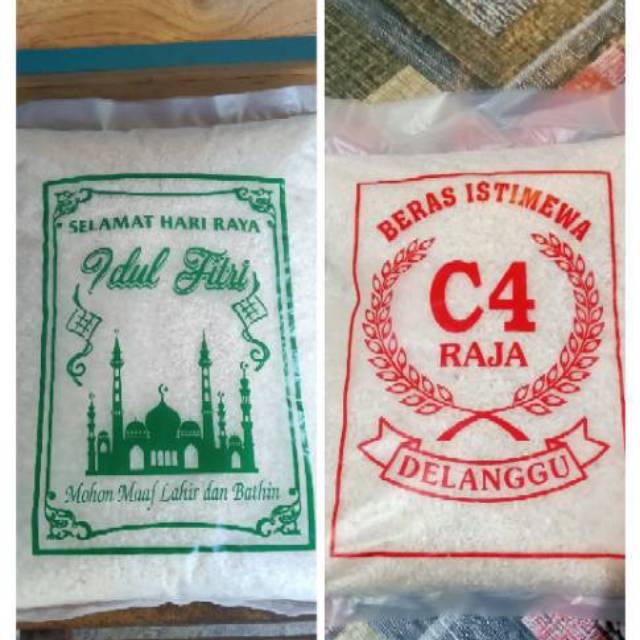 SELAMAT HARI RAYA
Idul Fitri
Mohon Maaf Lahir dan Bathin
BERAS ISTIMEWA
C4
RAJA
DELANGGU